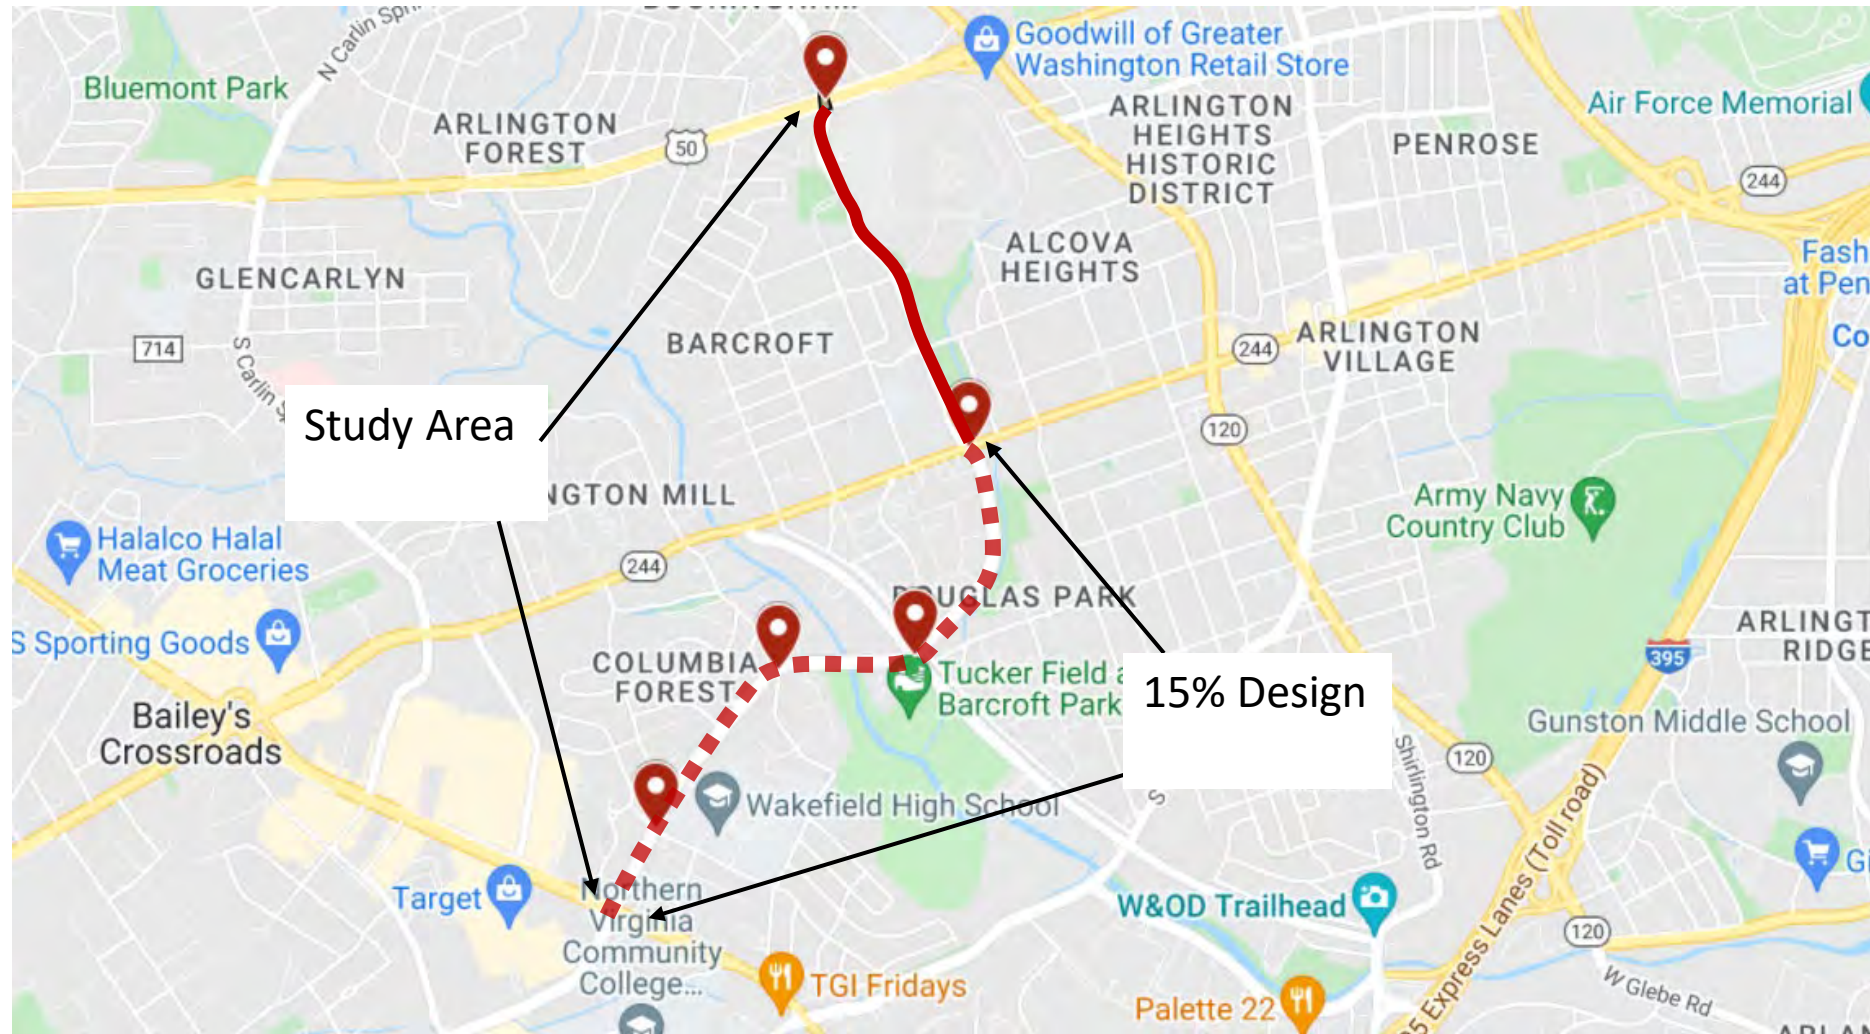 N Carlin Spr
Goodwill of Greater
Washington Retail Store
Bluemont Park
Air Force Memorial
ARLINGTON
FOREST
50
ARLINGTON
HEIGHTS
HISTORIC
DISTRICT
PENROSE
244
GLENCARLYN
ALCOVA
HEIGHTS
Fash
at Pen
714
S Carlin S
BARCROFT
244
ARLINGTON
VILLAGE
Co
Study Area
120
NGTON MILL
Army Navy
Country Club
Halalco Halal
Meat Groceries
244
DOUGLAS PARK
S Sporting Goods
COLUMBIA
FOREST
Tucker Field a
Barcroft Park
15% Design
395
ARLINGT
RIDGE
Bailey's
Crossroads
Gunston Middle School
Shirlington Rd
120
Wakefield High School
S
Target
Northern
Virginia
Community
College...
W&OD Trailhead
Gi
120
TGI Fridays
Palette 22
95 Express Lanes (Toll road)
W Glebe Rd